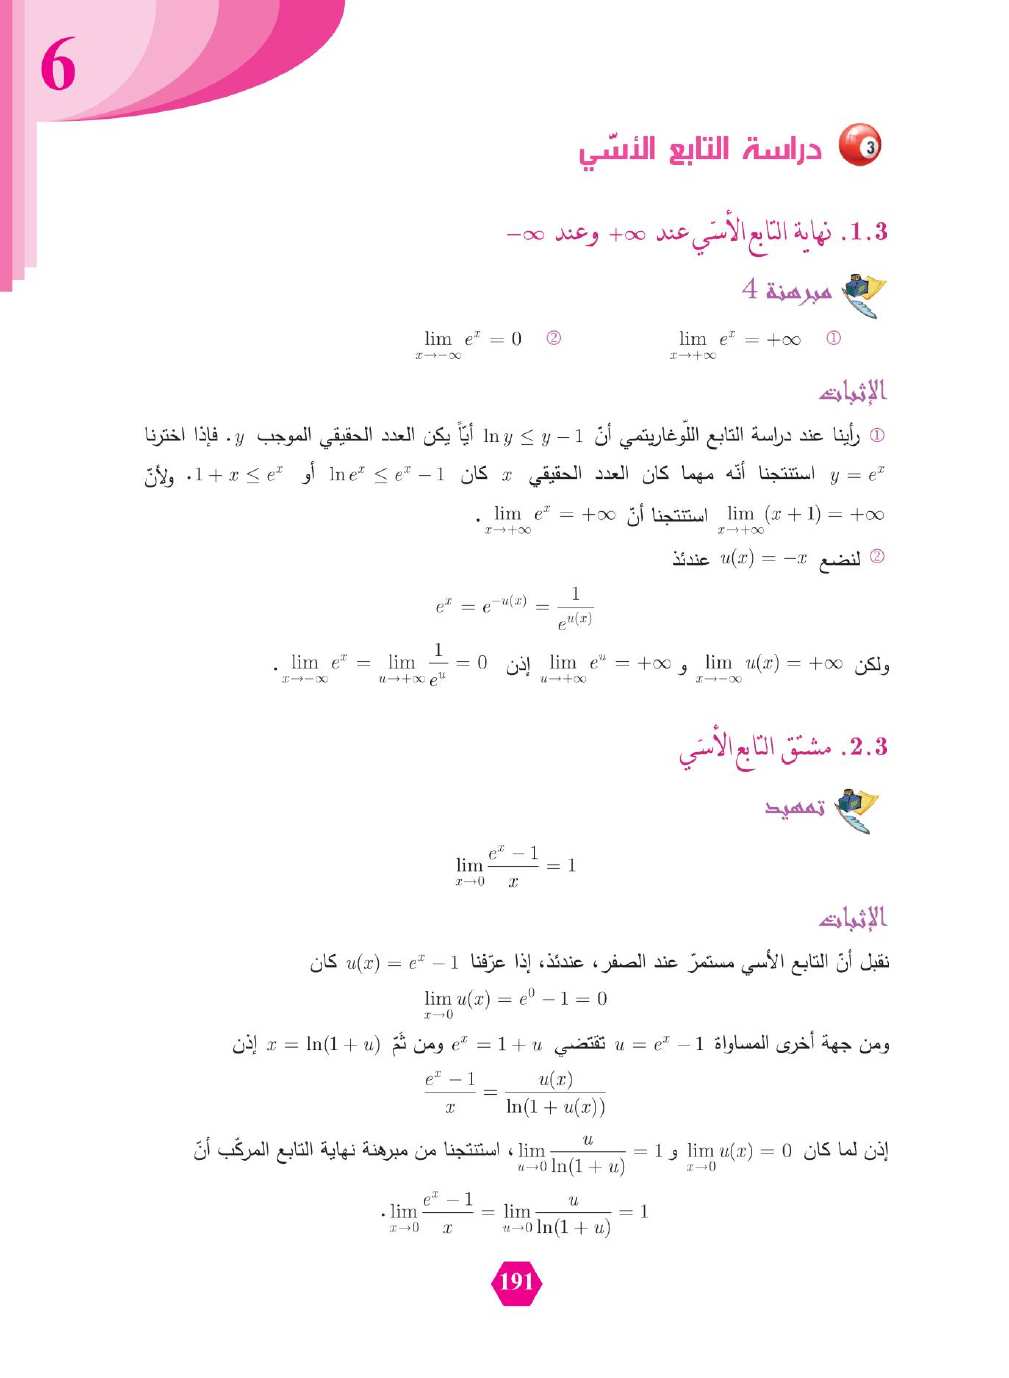 6
3 دراسة التابع الأسّي
1.3. نهاية التابع الأسّي عند ∞+ وعند ∞−
مبرهنة 4
① lim_{x→+∞} e^x = +∞ ② lim_{x→−∞} e^x = 0
الإثبات
① رأينا عند دراسة التابع اللّوغاريتمي أنّ ln y ≤ y − 1 أيّاً يكن العدد الحقيقي الموجب y. فإذا اخترنا
y = e^x استنتجنا أنّه مهما كان العدد الحقيقي x كان ln e^x ≤ e^x − 1 أو 1 + x ≤ e^x. ولأنّ
lim_{x→+∞} (x + 1) = +∞ استنتجنا أنّ lim_{x→+∞} e^x = +∞.
② لنضع u(x) = −x عندئذ
e^x = e^{−u(x)} = 1/e^{u(x)}
ولكن lim_{x→−∞} u(x) = +∞ و lim_{u→+∞} e^u = +∞ إذن lim_{x→−∞} e^x = lim_{u→+∞} 1/e^u = 0.
2.3. مشتق التابع الأسّي
تمهيد
lim_{x→0} (e^x − 1)/x = 1
الإثبات
نقبل أنّ التابع الأسي مستمرّ عند الصفر، عندئذ، إذا عرّفنا u(x) = e^x − 1 كان
lim_{x→0} u(x) = e^0 − 1 = 0
ومن جهة أخرى المساواة u = e^x − 1 تقتضي e^x = 1 + u ومن ثَمّ x = ln(1 + u) إذن
(e^x − 1)/x = u(x)/ln(1 + u(x))
إذن لما كان lim_{x→0} u(x) = 0 و lim_{u→0} u/ln(1 + u) = 1، استنتجنا من مبرهنة نهاية التابع المركّب أنّ
lim_{x→0} (e^x − 1)/x = lim_{u→0} u/ln(1 + u) = 1.
191